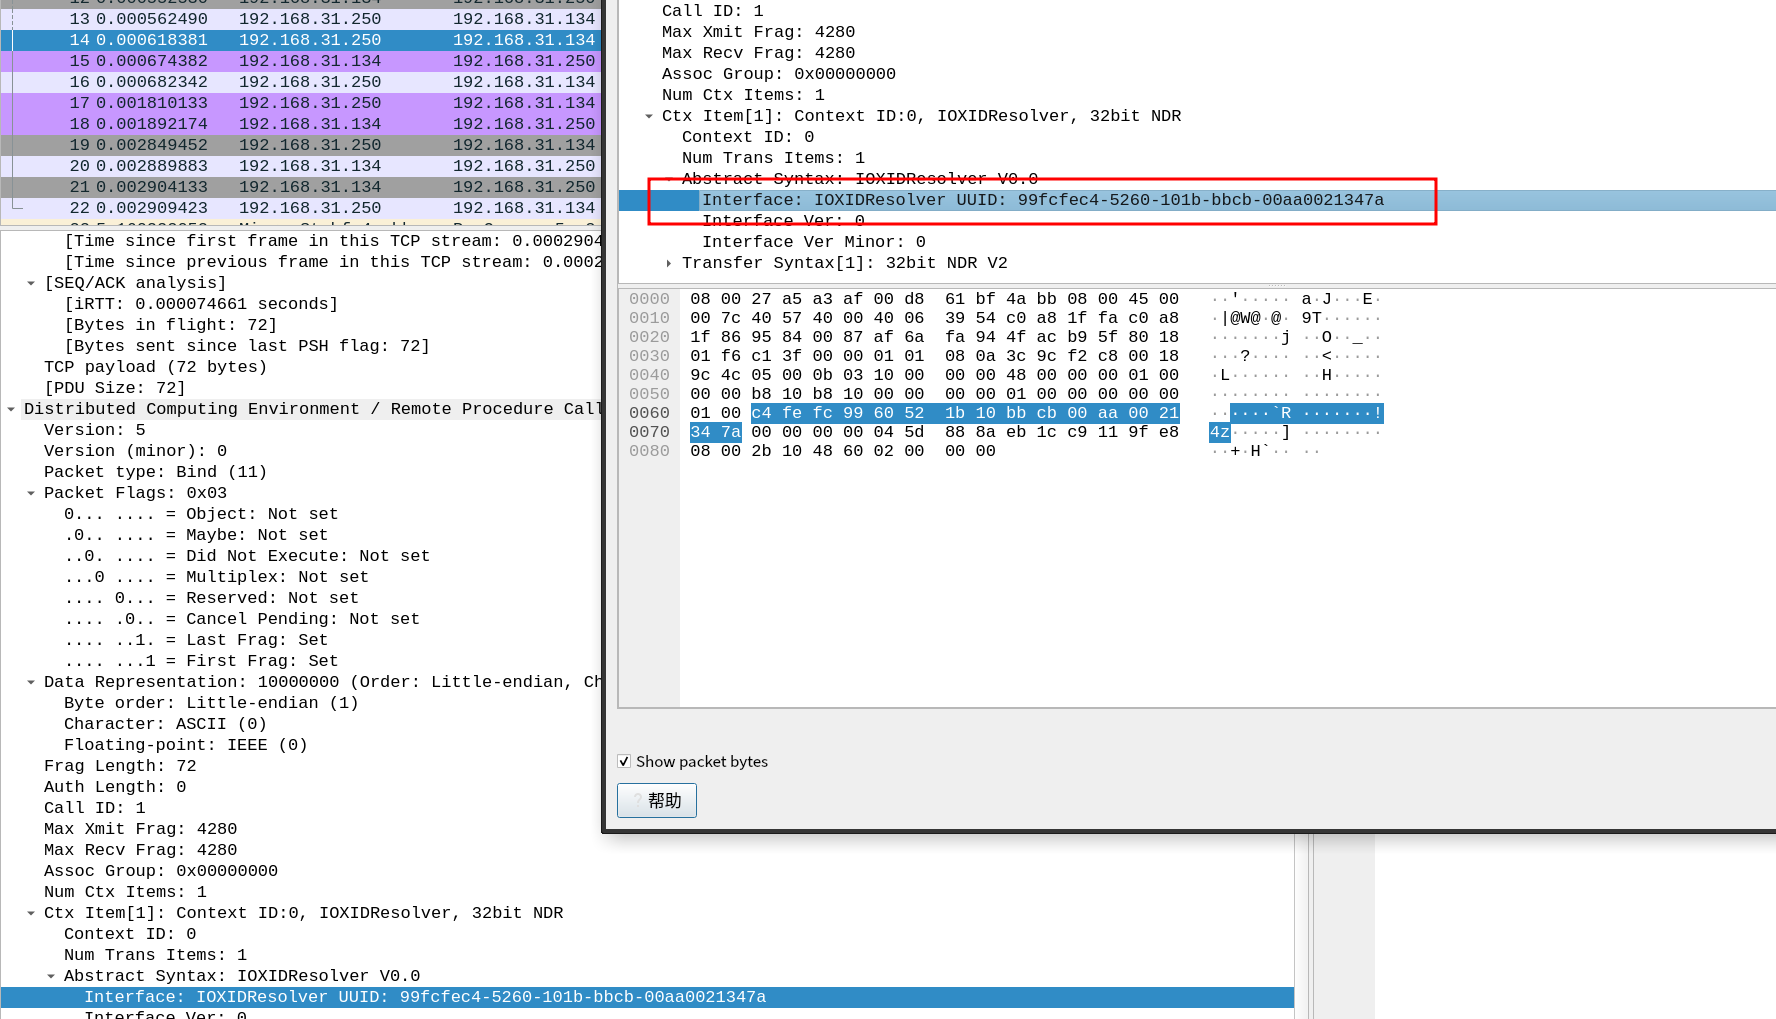 13 0.000562490 192.168.31.250 192.168.31.134
14 0.000618381 192.168.31.250 192.168.31.134
15 0.000674382 192.168.31.134 192.168.31.250
16 0.000682342 192.168.31.250 192.168.31.134
17 0.001810133 192.168.31.250 192.168.31.134
18 0.001892174 192.168.31.134 192.168.31.250
19 0.002849452 192.168.31.250 192.168.31.134
20 0.002889883 192.168.31.134 192.168.31.250
21 0.002904133 192.168.31.134 192.168.31.250
22 0.002909423 192.168.31.250 192.168.31.134
[Time since first frame in this TCP stream: 0.0002904
[Time since previous frame in this TCP stream: 0.0002
[SEQ/ACK analysis]
[iRTT: 0.000074661 seconds]
[Bytes in flight: 72]
[Bytes sent since last PSH flag: 72]
TCP payload (72 bytes)
[PDU Size: 72]
Distributed Computing Environment / Remote Procedure Call
Version: 5
Version (minor): 0
Packet type: Bind (11)
Packet Flags: 0x03
0... .... = Object: Not set
.0.. .... = Maybe: Not set
..0. .... = Did Not Execute: Not set
...0 .... = Multiplex: Not set
.... 0... = Reserved: Not set
.... .0.. = Cancel Pending: Not set
.... ..1. = Last Frag: Set
.... ...1 = First Frag: Set
Data Representation: 10000000 (Order: Little-endian, Ch
Byte order: Little-endian (1)
Character: ASCII (0)
Floating-point: IEEE (0)
Frag Length: 72
Auth Length: 0
Call ID: 1
Max Xmit Frag: 4280
Max Recv Frag: 4280
Assoc Group: 0x00000000
Num Ctx Items: 1
Ctx Item[1]: Context ID:0, IOXIDResolver, 32bit NDR
Context ID: 0
Num Trans Items: 1
Abstract Syntax: IOXIDResolver V0.0
Interface: IOXIDResolver UUID: 99fcfec4-5260-101b-bbcb-00aa0021347a
Interface Ver: 0
Call ID: 1
Max Xmit Frag: 4280
Max Recv Frag: 4280
Assoc Group: 0x00000000
Num Ctx Items: 1
Ctx Item[1]: Context ID:0, IOXIDResolver, 32bit NDR
Context ID: 0
Num Trans Items: 1
Abstract Syntax: IOXIDResolver V0.0
Interface: IOXIDResolver UUID: 99fcfec4-5260-101b-bbcb-00aa0021347a
Interface Ver: 0
Interface Ver Minor: 0
Transfer Syntax[1]: 32bit NDR V2
0000 08 00 27 a5 a3 af 00 d8 61 bf 4a bb 08 00 45 00 ··'····· a·J···E·
0010 00 7c 40 57 40 00 40 06 39 54 c0 a8 1f fa c0 a8 ·|@W@·@· 9T······
0020 1f 86 95 84 00 87 af 6a fa 94 4f ac b9 5f 80 18 ·······j ··O··_··
0030 01 f6 c1 3f 00 00 01 01 08 0a 3c 9c f2 c8 00 18 ···?···· ··<·····
0040 9c 4c 05 00 0b 03 10 00 00 00 48 00 00 00 01 00 ·L······ ··H·····
0050 00 00 b8 10 b8 10 00 00 00 00 01 00 00 00 00 00 ········ ········
0060 01 00 c4 fe fc 99 60 52 1b 10 bb cb 00 aa 00 21 ······`R ·······!
0070 34 7a 00 00 00 00 04 5d 88 8a eb 1c c9 11 9f e8 4z·····] ········
0080 08 00 2b 10 48 60 02 00 00 00 ··+·H`·· ··
Show packet bytes
? 帮助